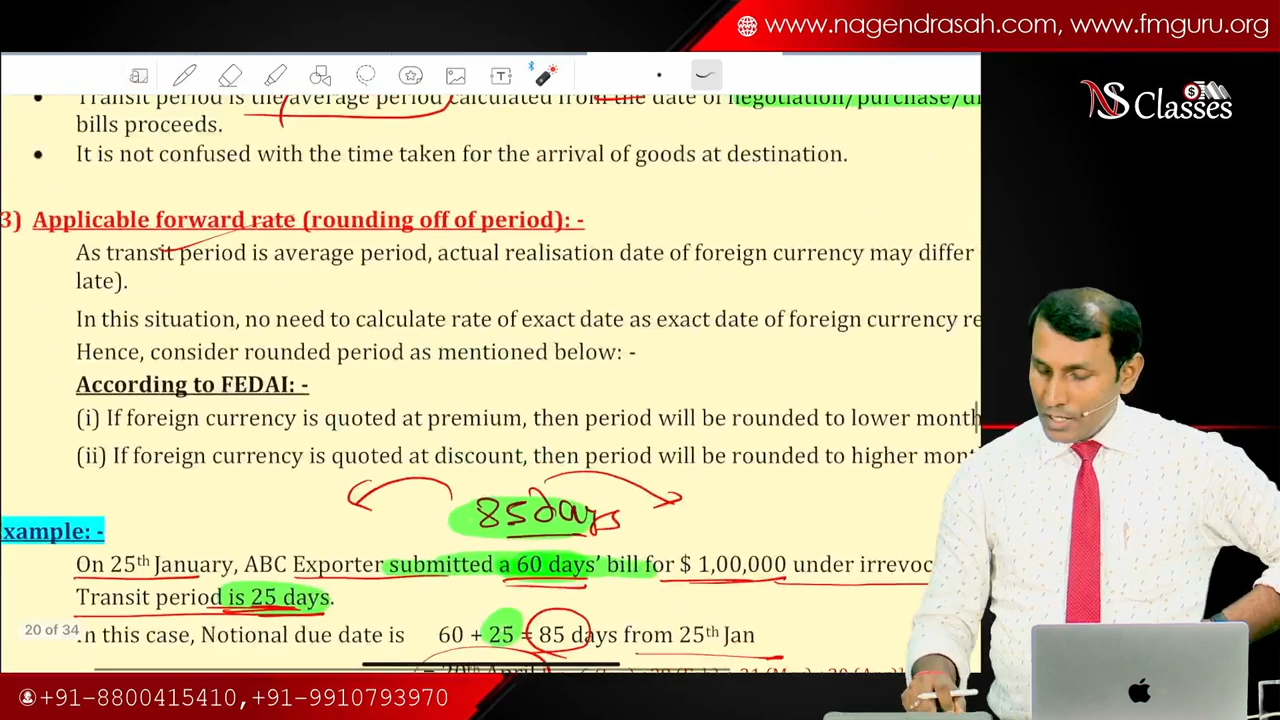 www.nagendrasah.com, www.fmguru.org
NS Classes
Transit period is the average period calculated from the date of negotiation/purchase/
bills proceeds.
It is not confused with the time taken for the arrival of goods at destination.
3) Applicable forward rate (rounding off of period): -
As transit period is average period, actual realisation date of foreign currency may differ
late).
In this situation, no need to calculate rate of exact date as exact date of foreign currency
Hence, consider rounded period as mentioned below: -
According to FEDAI: -
(i) If foreign currency is quoted at premium, then period will be rounded to lower month
(ii) If foreign currency is quoted at discount, then period will be rounded to higher
85 days
xample: -
On 25th January, ABC Exporter submitted a 60 days' bill for $ 1,00,000 under
Transit period is 25 days.
20 of 34
In this case, Notional due date is 60 + 25 = 85 days from 25th Jan
+91-8800415410,+91-9910793970